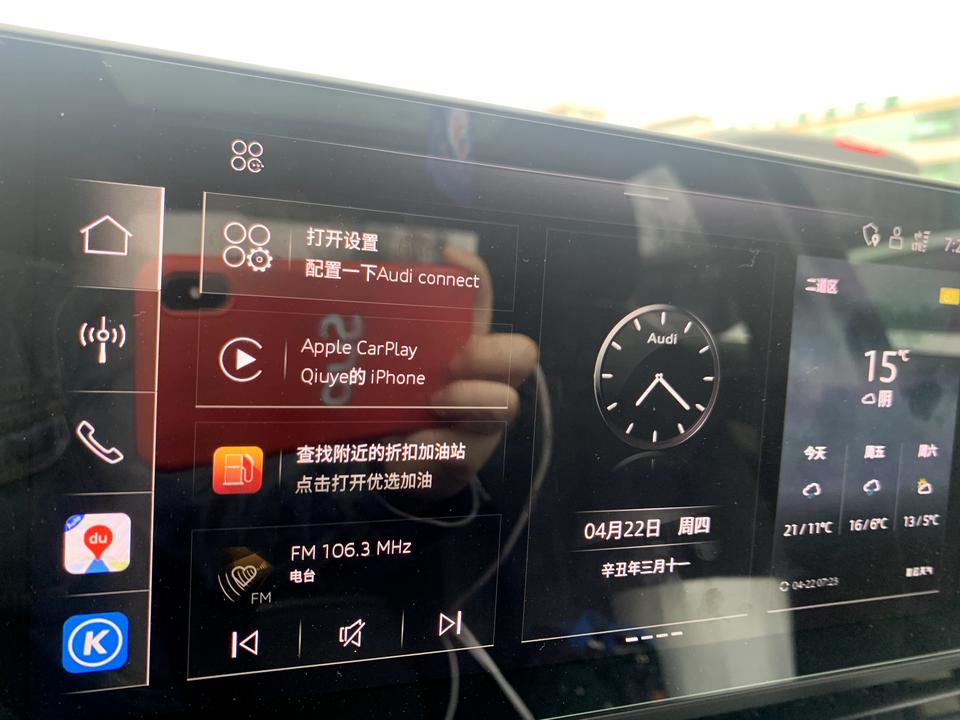 打开设置
配置一下Audi connect
Apple CarPlay
Qiuye的 iPhone
查找附近的折扣加油站
点击打开优选加油
FM 106.3 MHz
电台
FM
du
K
Audi
04月22日 周四
辛丑年三月十一
二道区
15℃
阴
今天 周五 周六
21/11℃ 16/6℃ 13/5℃
04-22 07:23